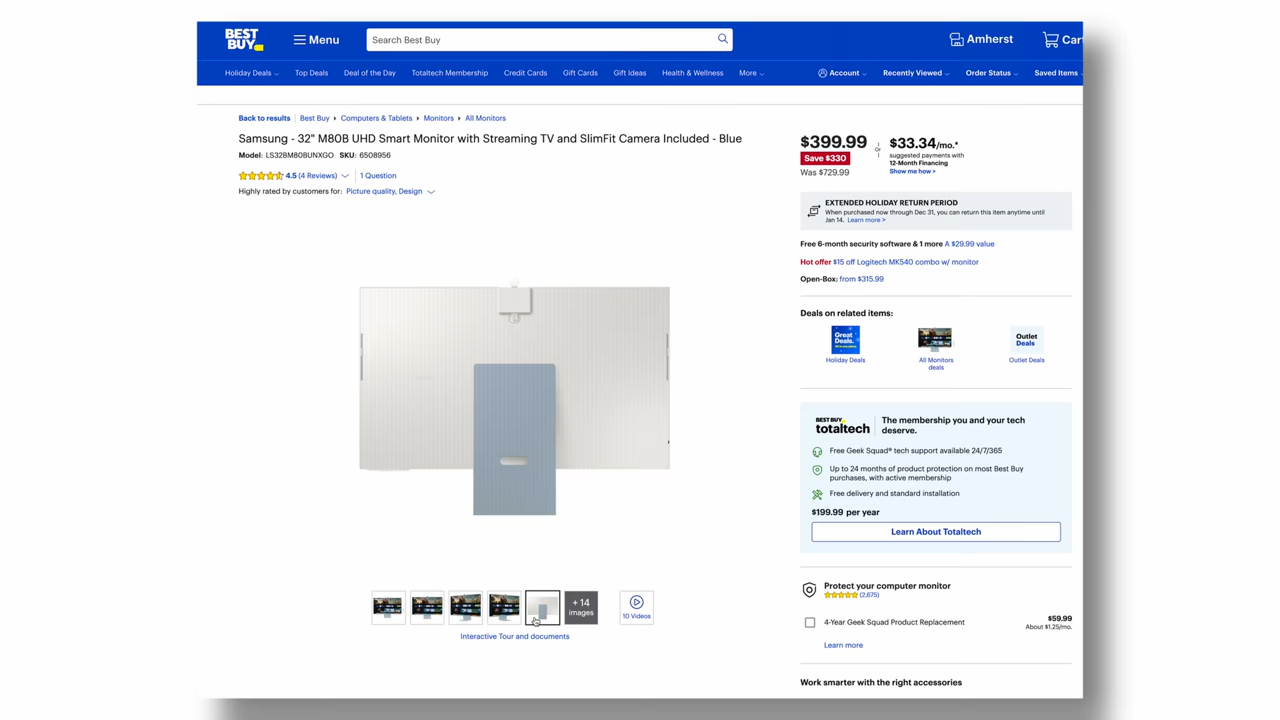 BEST BUY
Menu
Search Best Buy
Amherst
Cart
Holiday Deals
Top Deals
Deal of the Day
Totaltech Membership
Credit Cards
Gift Cards
Gift Ideas
Health & Wellness
More
Account
Recently Viewed
Order Status
Saved Items
Back to results
Best Buy
Computers & Tablets
Monitors
All Monitors
Samsung - 32" M80B UHD Smart Monitor with Streaming TV and SlimFit Camera Included - Blue
Model: LS32BM80BUNXGO SKU: 6508956
4.5 (4 Reviews)
1 Question
Highly rated by customers for: Picture quality, Design
+ 14
images
10 Videos
Interactive Tour and documents
$399.99
Save $330
Was $729.99
Or
$33.34/mo.*
suggested payments with
12-Month Financing
Show me how >
EXTENDED HOLIDAY RETURN PERIOD
When purchased now through Dec 31, you can return this item anytime until
Jan 14. Learn more >
Free 6-month security software & 1 more A $29.99 value
Hot offer $15 off Logitech MK540 combo w/ monitor
Open-Box: from $315.99
Deals on related items:
Great
Deals.
Holiday Deals
All Monitors
deals
Outlet
Deals
Outlet Deals
BEST BUY
totaltech
The membership you and your tech
deserve.
Free Geek Squad® tech support available 24/7/365
Up to 24 months of product protection on most Best Buy
purchases, with active membership
Free delivery and standard installation
$199.99 per year
Learn About Totaltech
Protect your computer monitor
(2,875)
4-Year Geek Squad Product Replacement
$59.99
About $1.25/mo.
Learn more
Work smarter with the right accessories